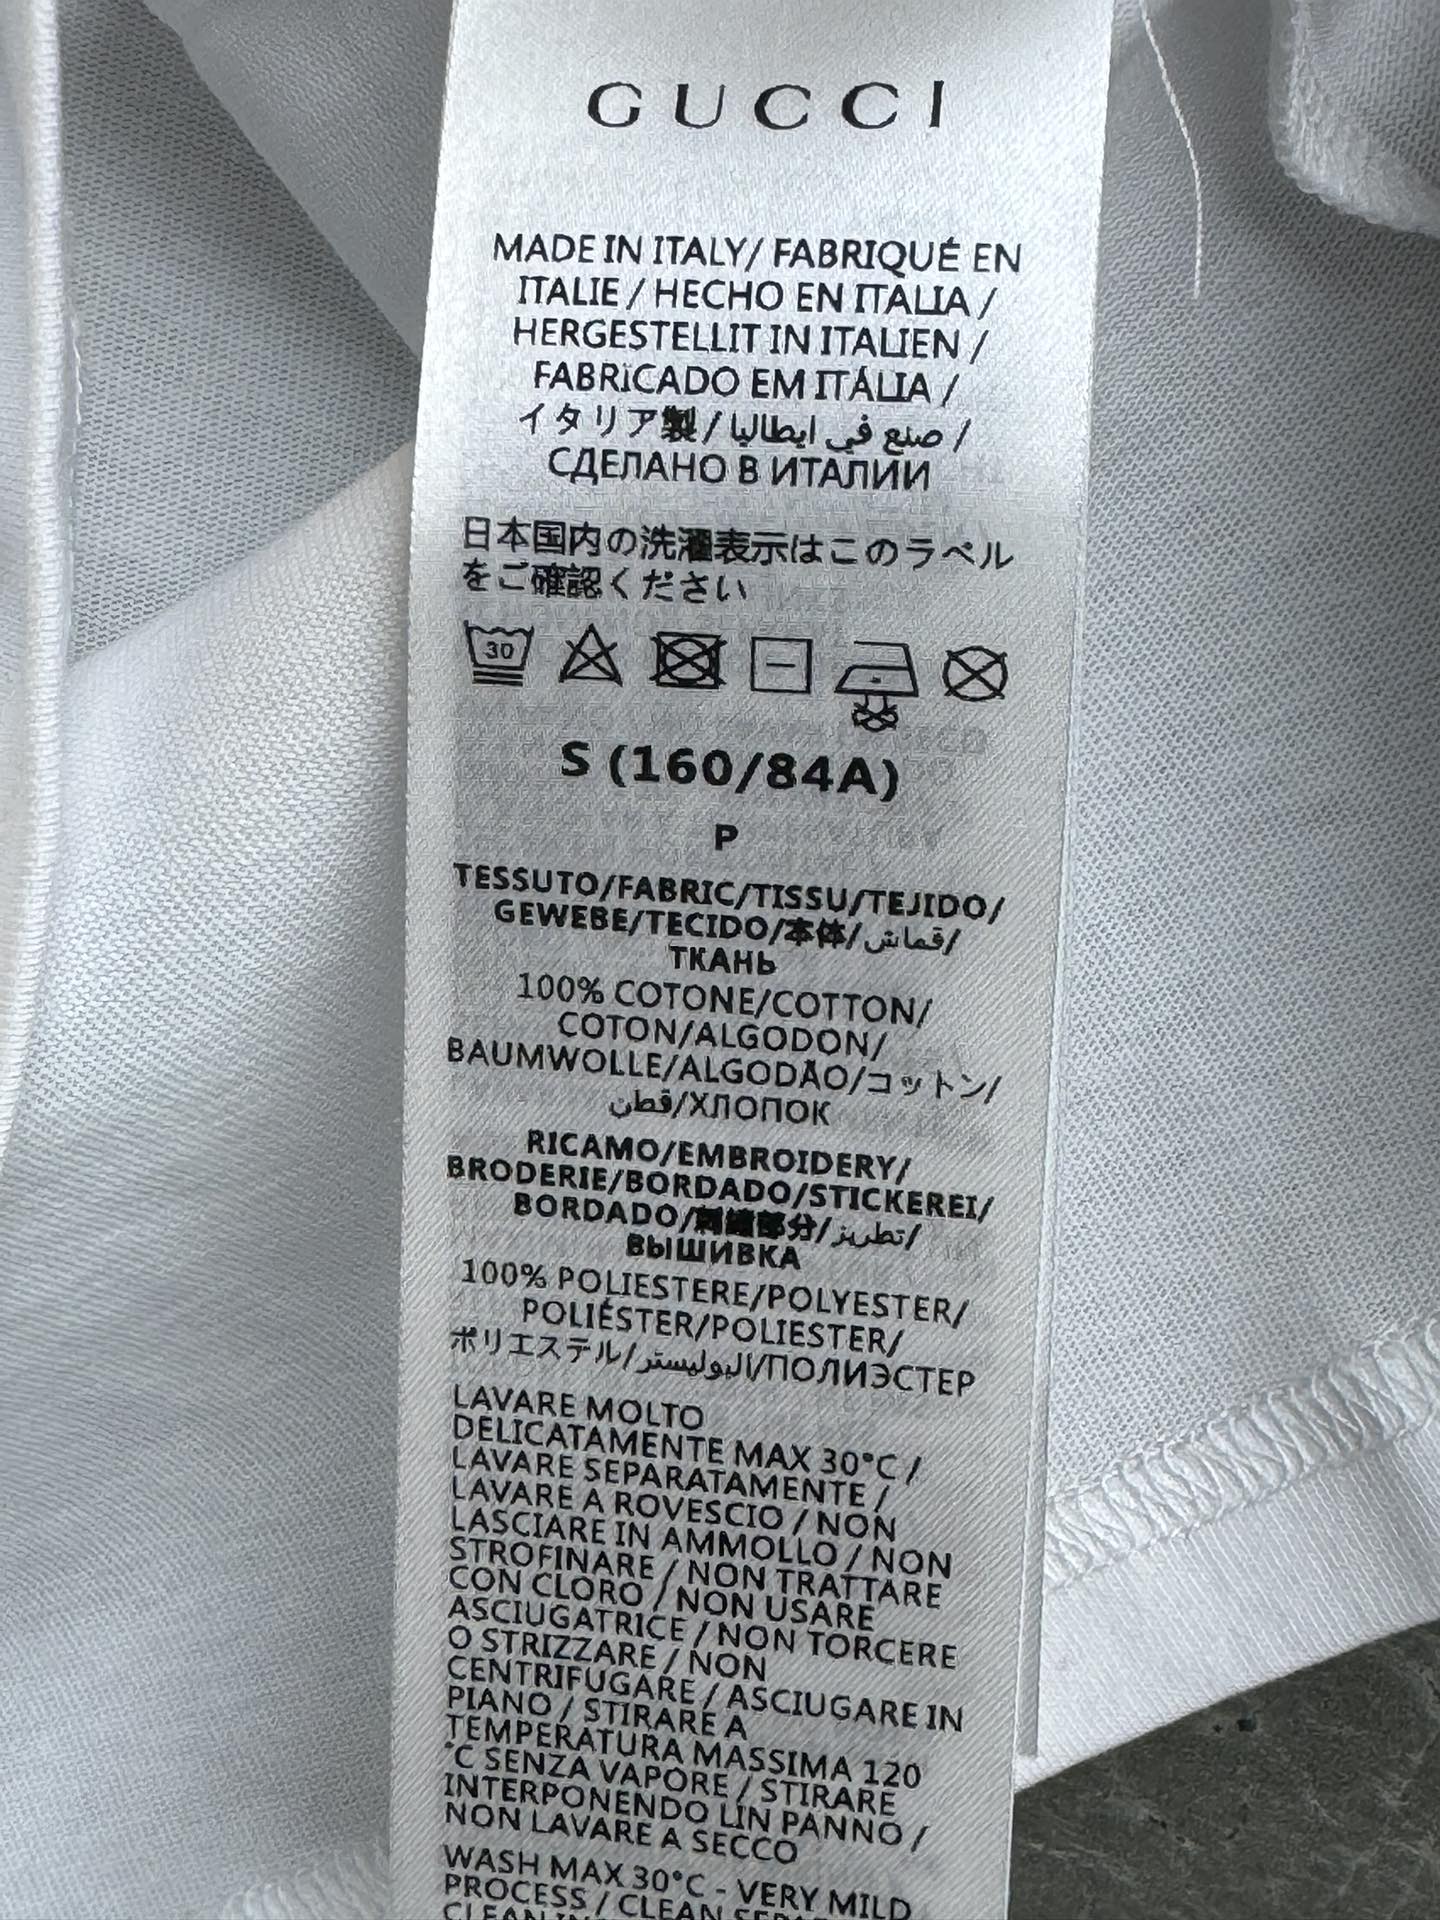 GUCCI
MADE IN ITALY/ FABRIQUÉ EN
ITALIE / HECHO EN ITALIA /
HERGESTELLIT IN ITALIEN /
FABRICADO EM ITÁLIA /
イタリア製 / صنع في ايطاليا /
СДЕЛАНО В ИТАЛИИ
日本国内の洗濯表示はこのラベル
をご確認ください
30
S (160/84A)
P
TESSUTO/FABRIC/TISSU/TEJIDO/
GEWEBE/TECIDO/本体/قماش/
ТКАНЬ
100% COTONE/COTTON/
COTON/ALGODON/
BAUMWOLLE/ALGODÃO/コットン/
قطن/ХЛОПОК
RICAMO/EMBROIDERY/
BRODERIE/BORDADO/STICKEREI/
BORDADO/刺繍部分/تطريز/
ВЫШИВКА
100% POLIESTERE/POLYESTER/
POLIÉSTER/POLIESTER/
ポリエステル/البوليستر/ПОЛИЭСТЕР
LAVARE MOLTO
DELICATAMENTE MAX 30°C /
LAVARE SEPARATAMENTE /
LAVARE A ROVESCIO / NON
LASCIARE IN AMMOLLO / NON
STROFINARE / NON TRATTARE
CON CLORO / NON USARE
ASCIUGATRICE / NON TORCERE
O STRIZZARE / NON
CENTRIFUGARE / ASCIUGARE IN
PIANO / STIRARE A
TEMPERATURA MASSIMA 120
°C SENZA VAPORE / STIRARE
INTERPONENDO LIN PANNO /
NON LAVARE A SECCO
WASH MAX 30°C - VERY MILD
PROCESS / CLEAN